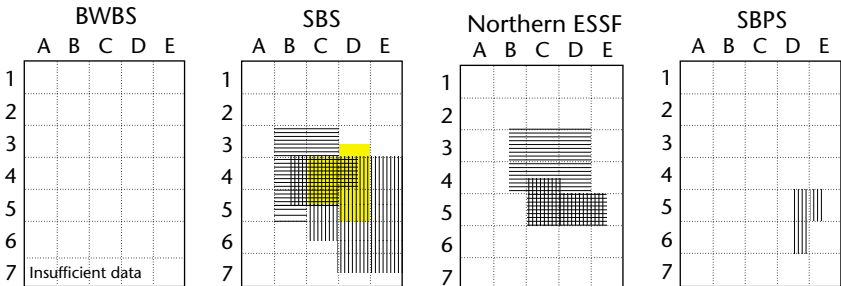 BWBS SBS Northern ESSF SBPS
A B C D E A B C D E A B C D E A B C D E
1 1 1 1
2 2 2 2
3 3 3 3
4 4 4 4
5 5 5 5
6 6 6 6
7 Insufficient data 7 7 7